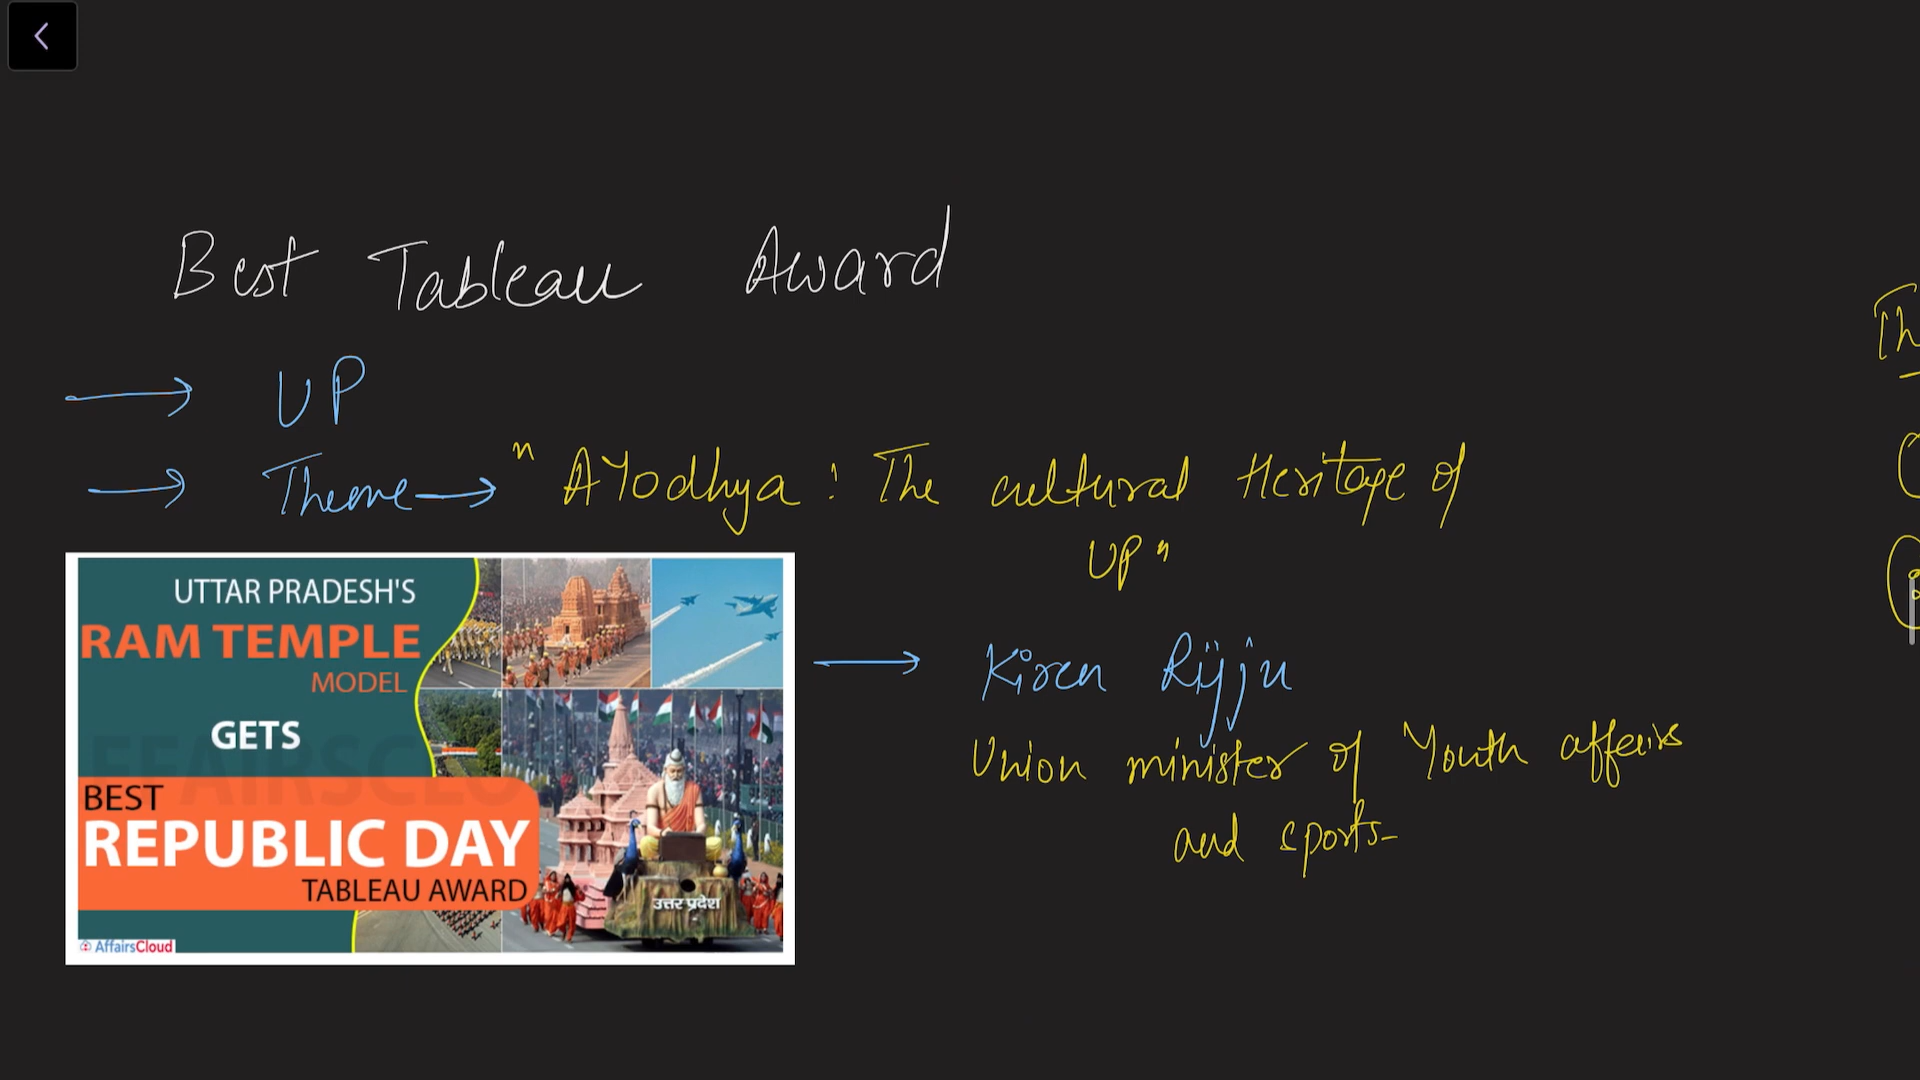 Best Tableau Award
→ UP
→ Theme → " AYodhya : The cultural Heritage of
UP "
UTTAR PRADESH'S
RAM TEMPLE
MODEL
GETS
BEST
REPUBLIC DAY
TABLEAU AWARD
उत्तर प्रदेश
AffairsCloud
→ Kiren Rijju
Union minister of Youth affairs
and sports
Th